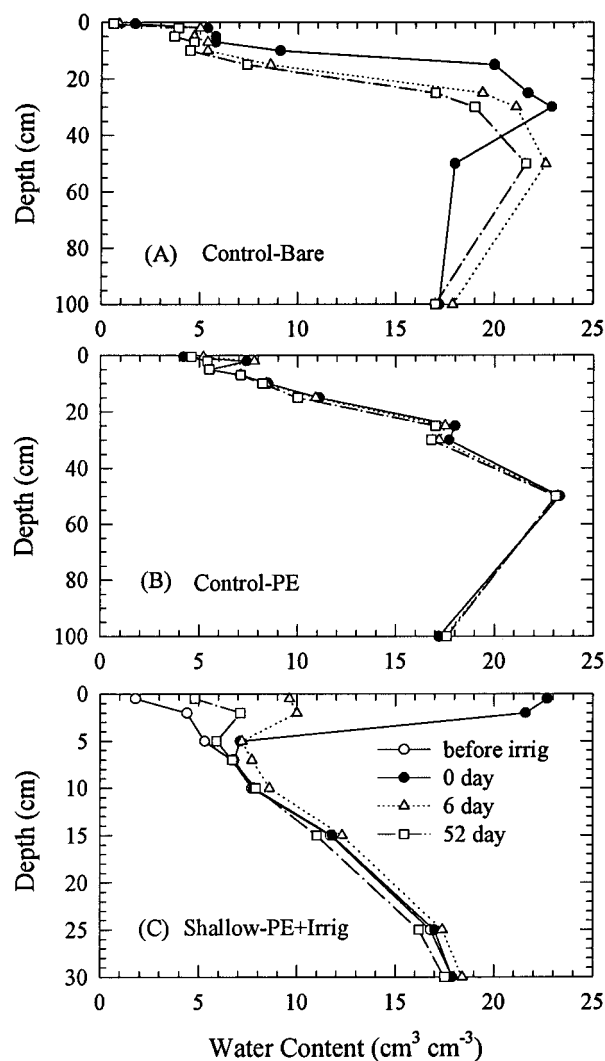 0
20
40
60
80
100
Depth (cm)
(A) Control-Bare
0 5 10 15 20 25
0
20
40
60
80
100
Depth (cm)
(B) Control-PE
0 5 10 15 20 25
0
5
10
15
20
25
30
Depth (cm)
before irrig
0 day
6 day
52 day
(C) Shallow-PE+Irrig
0 5 10 15 20 25
Water Content (cm³ cm⁻³)